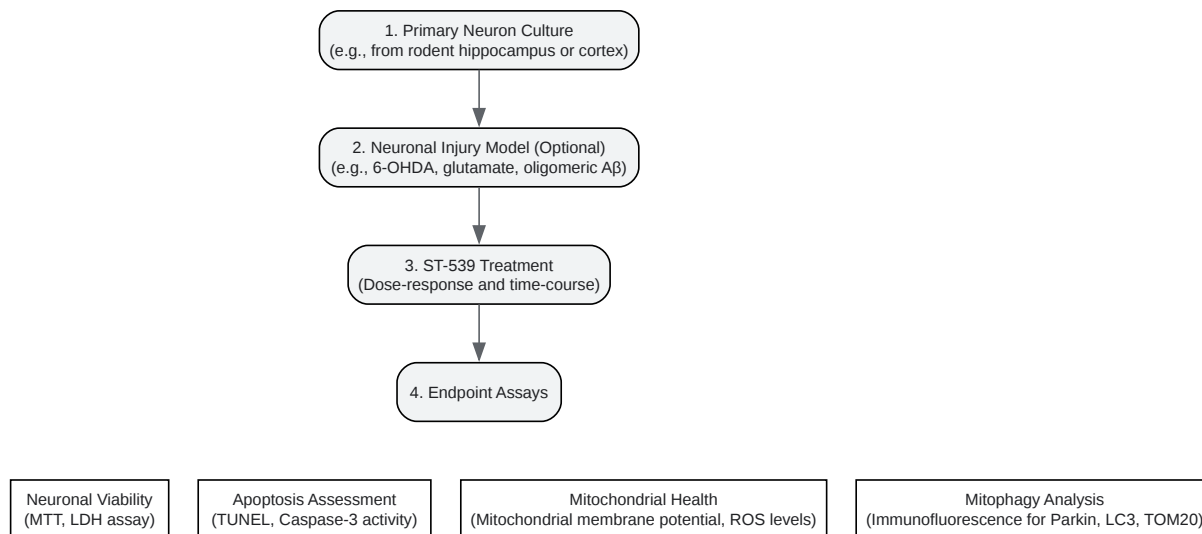 1. Primary Neuron Culture
(e.g., from rodent hippocampus or cortex)
2. Neuronal Injury Model (Optional)
(e.g., 6-OHDA, glutamate, oligomeric Aβ)
3. ST-539 Treatment
(Dose-response and time-course)
4. Endpoint Assays
Neuronal Viability
(MTT, LDH assay)
Apoptosis Assessment
(TUNEL, Caspase-3 activity)
Mitochondrial Health
(Mitochondrial membrane potential, ROS levels)
Mitophagy Analysis
(Immunofluorescence for Parkin, LC3, TOM20)